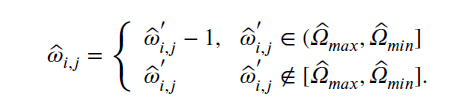 ω̂_{i,j} = { ω̂'_{i,j} − 1, ω̂'_{i,j} ∈ (Ω̂_{max}, Ω̂_{min}]
ω̂'_{i,j} ω̂'_{i,j} ∉ [Ω̂_{max}, Ω̂_{min}].